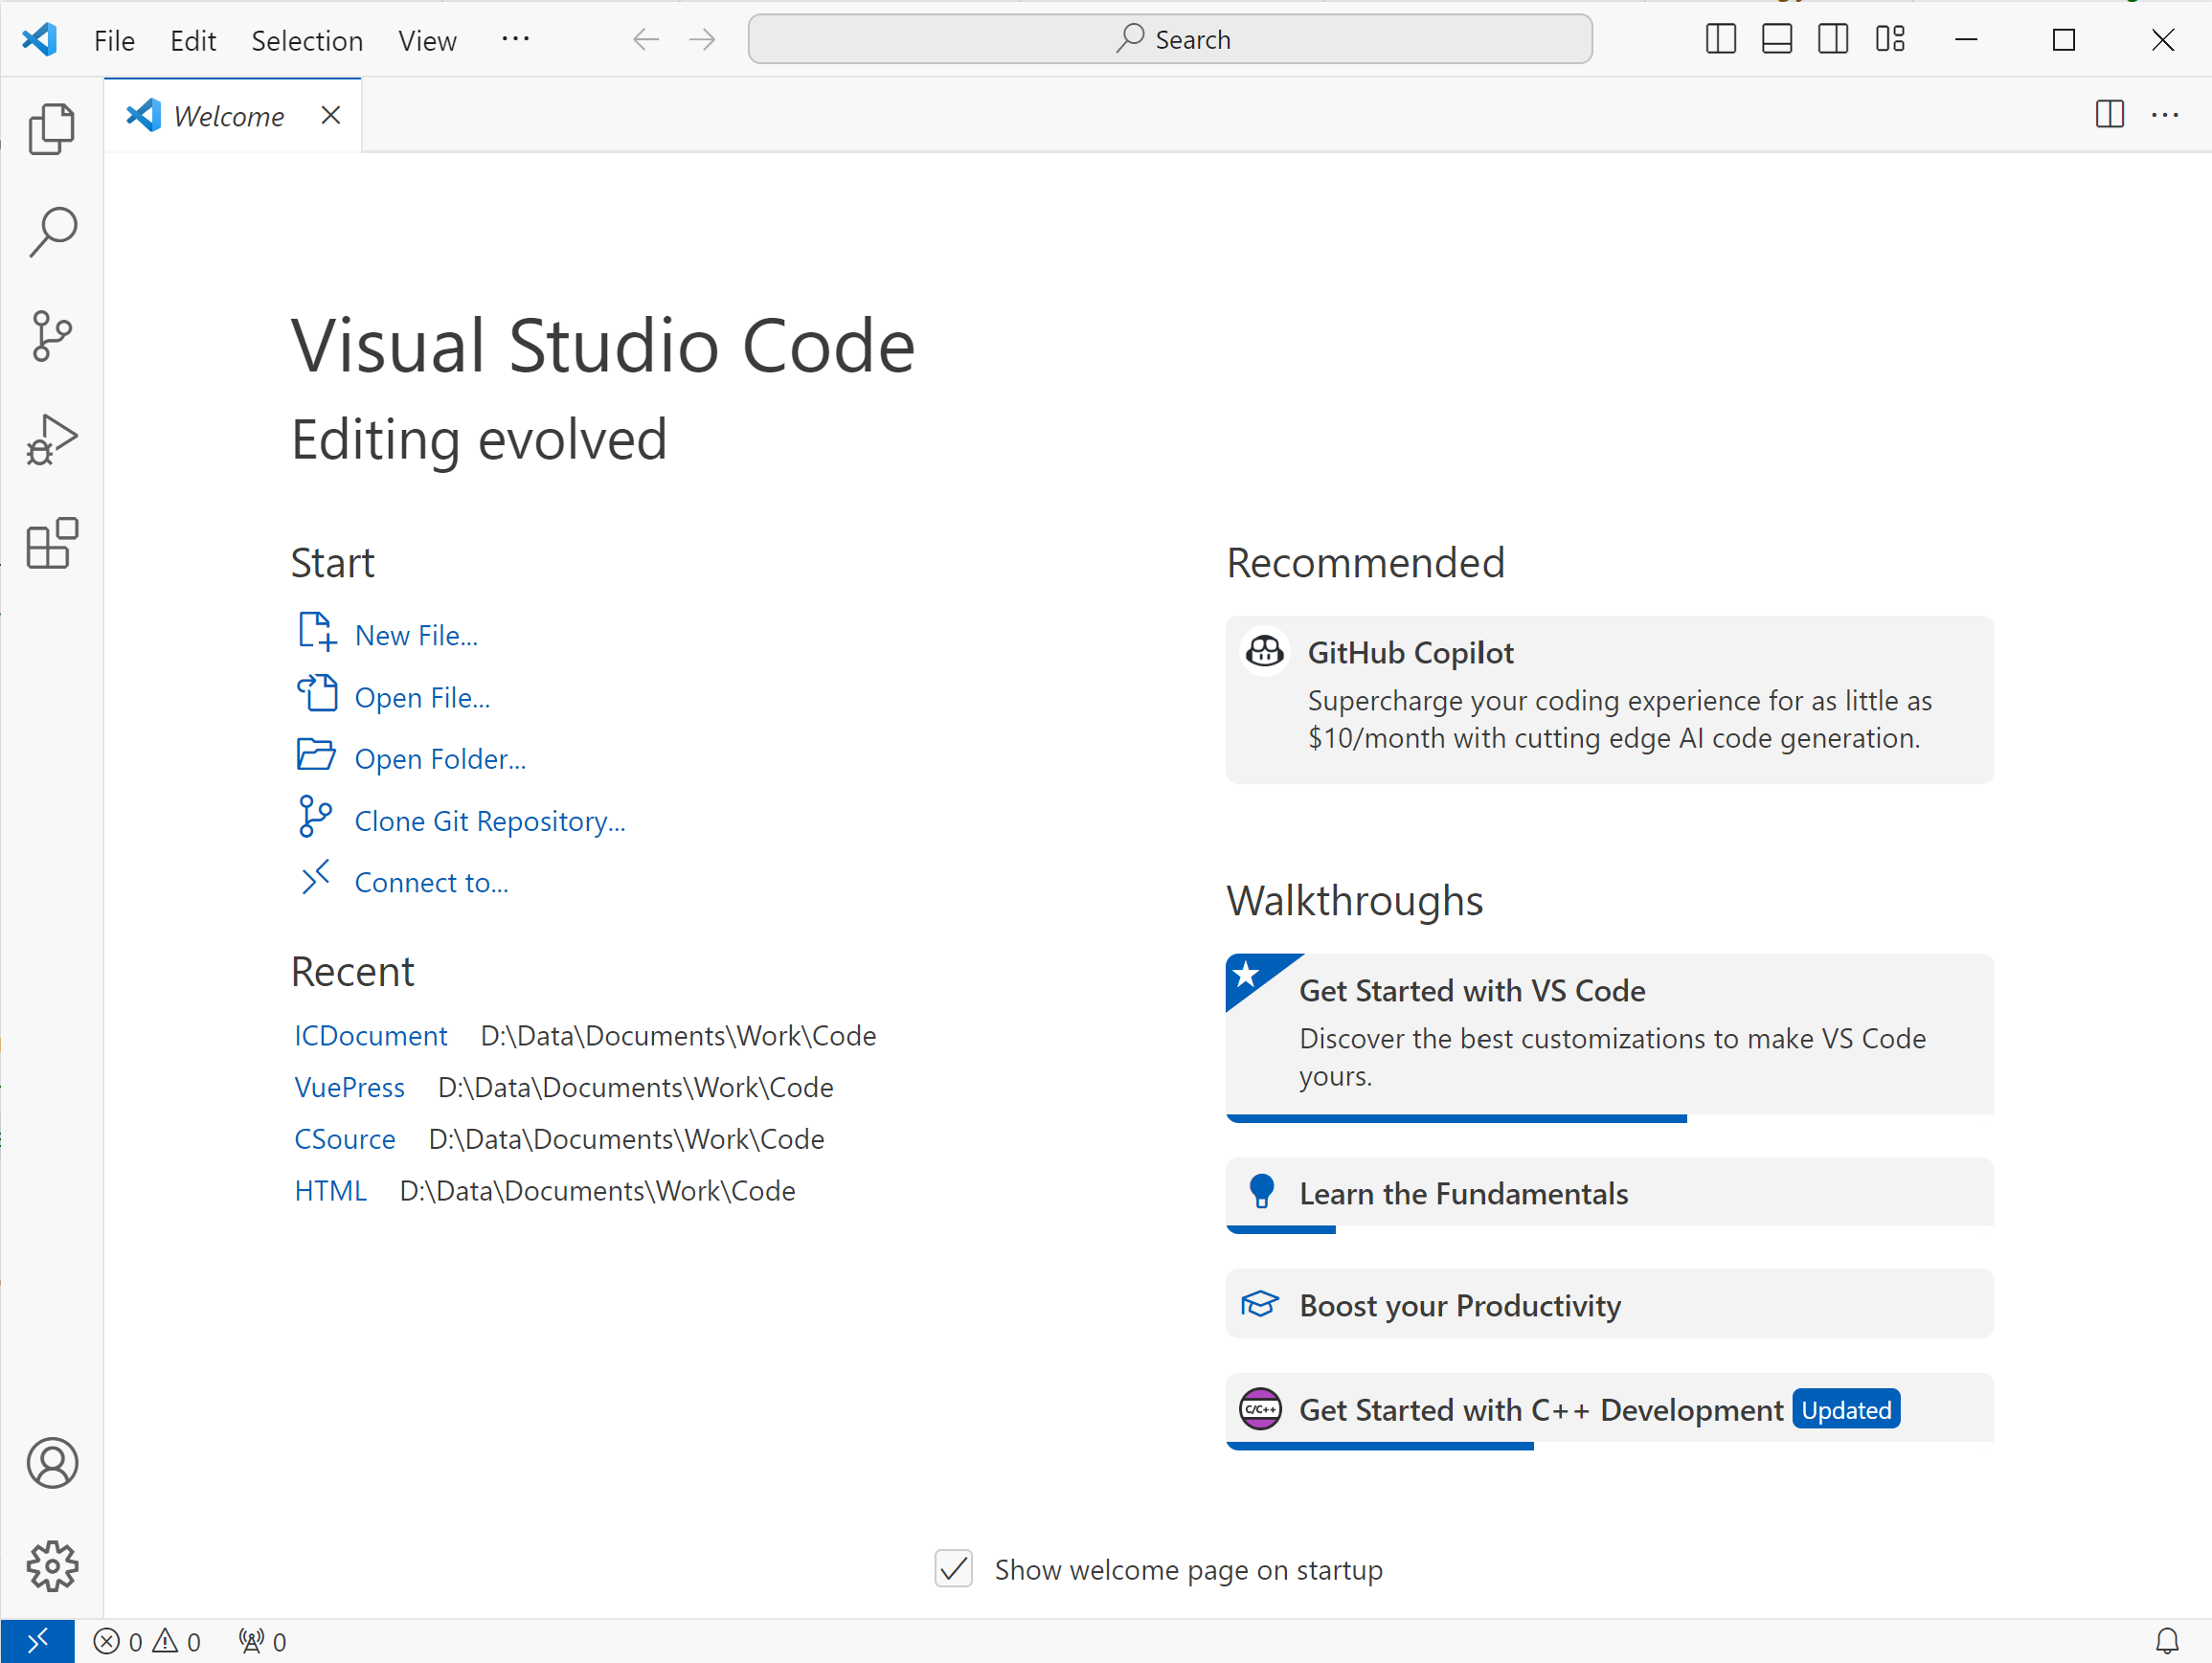 File Edit Selection View ... Search
Welcome
Visual Studio Code
Editing evolved
Start
New File...
Open File...
Open Folder...
Clone Git Repository...
Connect to...
Recent
ICDocument D:\Data\Documents\Work\Code
VuePress D:\Data\Documents\Work\Code
CSource D:\Data\Documents\Work\Code
HTML D:\Data\Documents\Work\Code
Recommended
GitHub Copilot
Supercharge your coding experience for as little as
$10/month with cutting edge AI code generation.
Walkthroughs
Get Started with VS Code
Discover the best customizations to make VS Code
yours.
Learn the Fundamentals
Boost your Productivity
C/C++ Get Started with C++ Development Updated
Show welcome page on startup
0 0 0